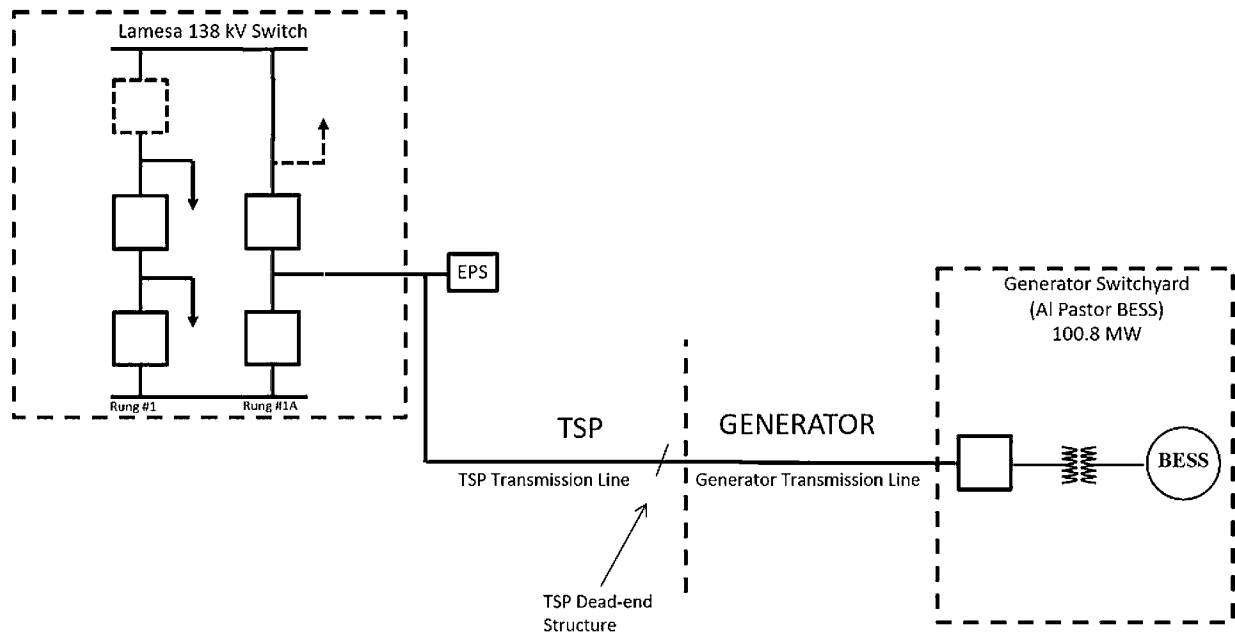 Lamesa 138 kV Switch
EPS
Rung #1
Rung #1A
Generator Switchyard
(Al Pastor BESS)
100.8 MW
TSP
GENERATOR
BESS
TSP Transmission Line
Generator Transmission Line
TSP Dead-end
Structure